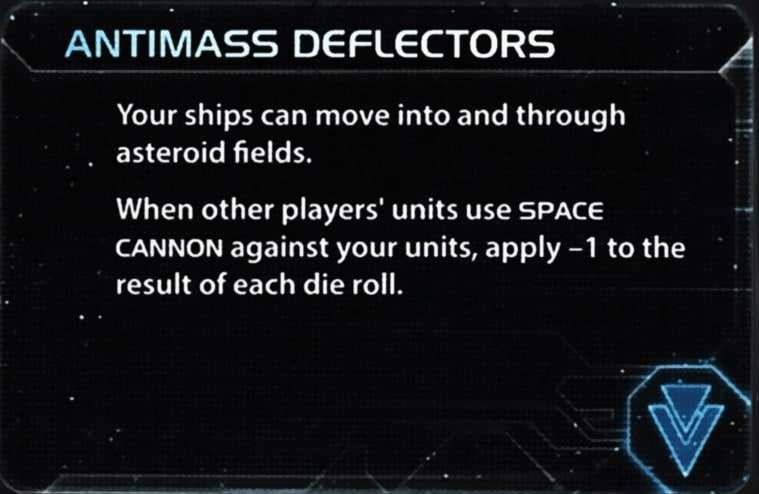 ANTIMASS DEFLECTORS
Your ships can move into and through
asteroid fields.
When other players' units use SPACE
CANNON against your units, apply –1 to the
result of each die roll.